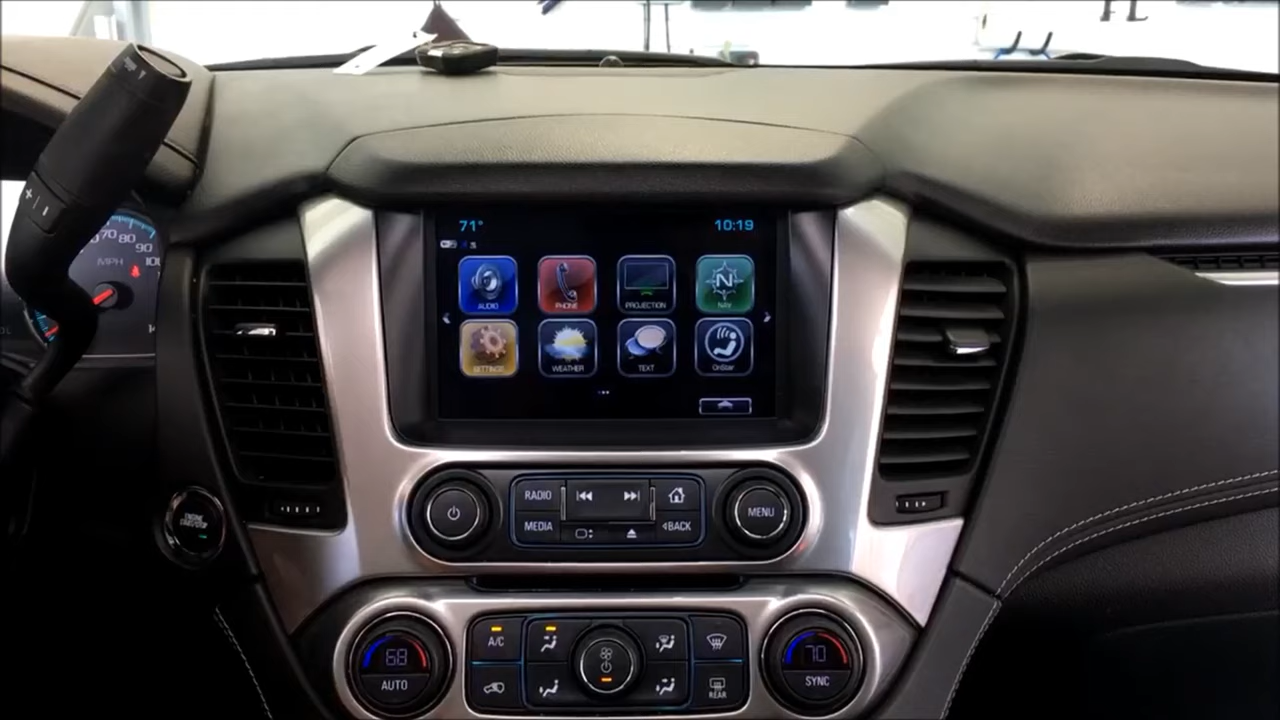 71° 10:19
AUDIO PHONE PROJECTION NAV
SETTINGS WEATHER TEXT OnStar
+
−
70
80
90
MPH
ENGINE
START/STOP
RADIO
MEDIA
BACK
MENU
68
AUTO
A/C
REAR
70
SYNC